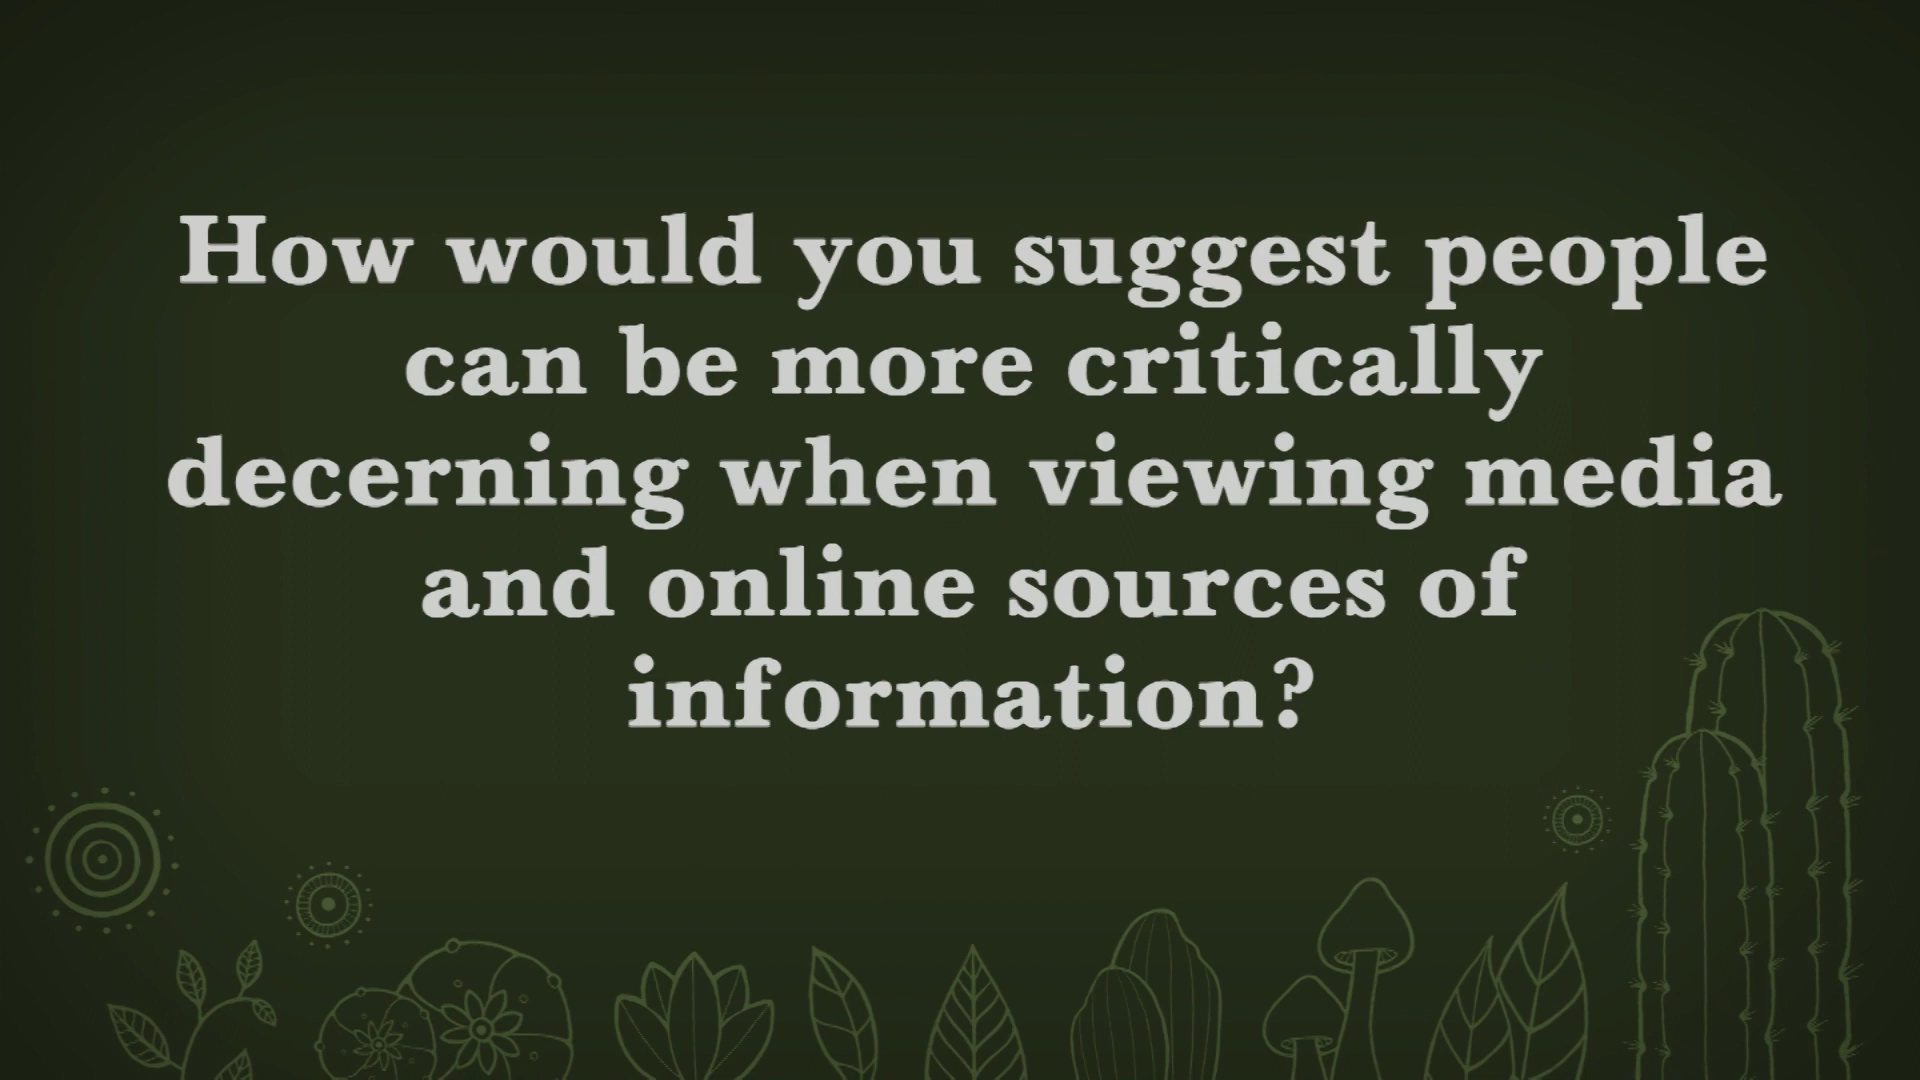 How would you suggest people
can be more critically
decerning when viewing media
and online sources of
information?